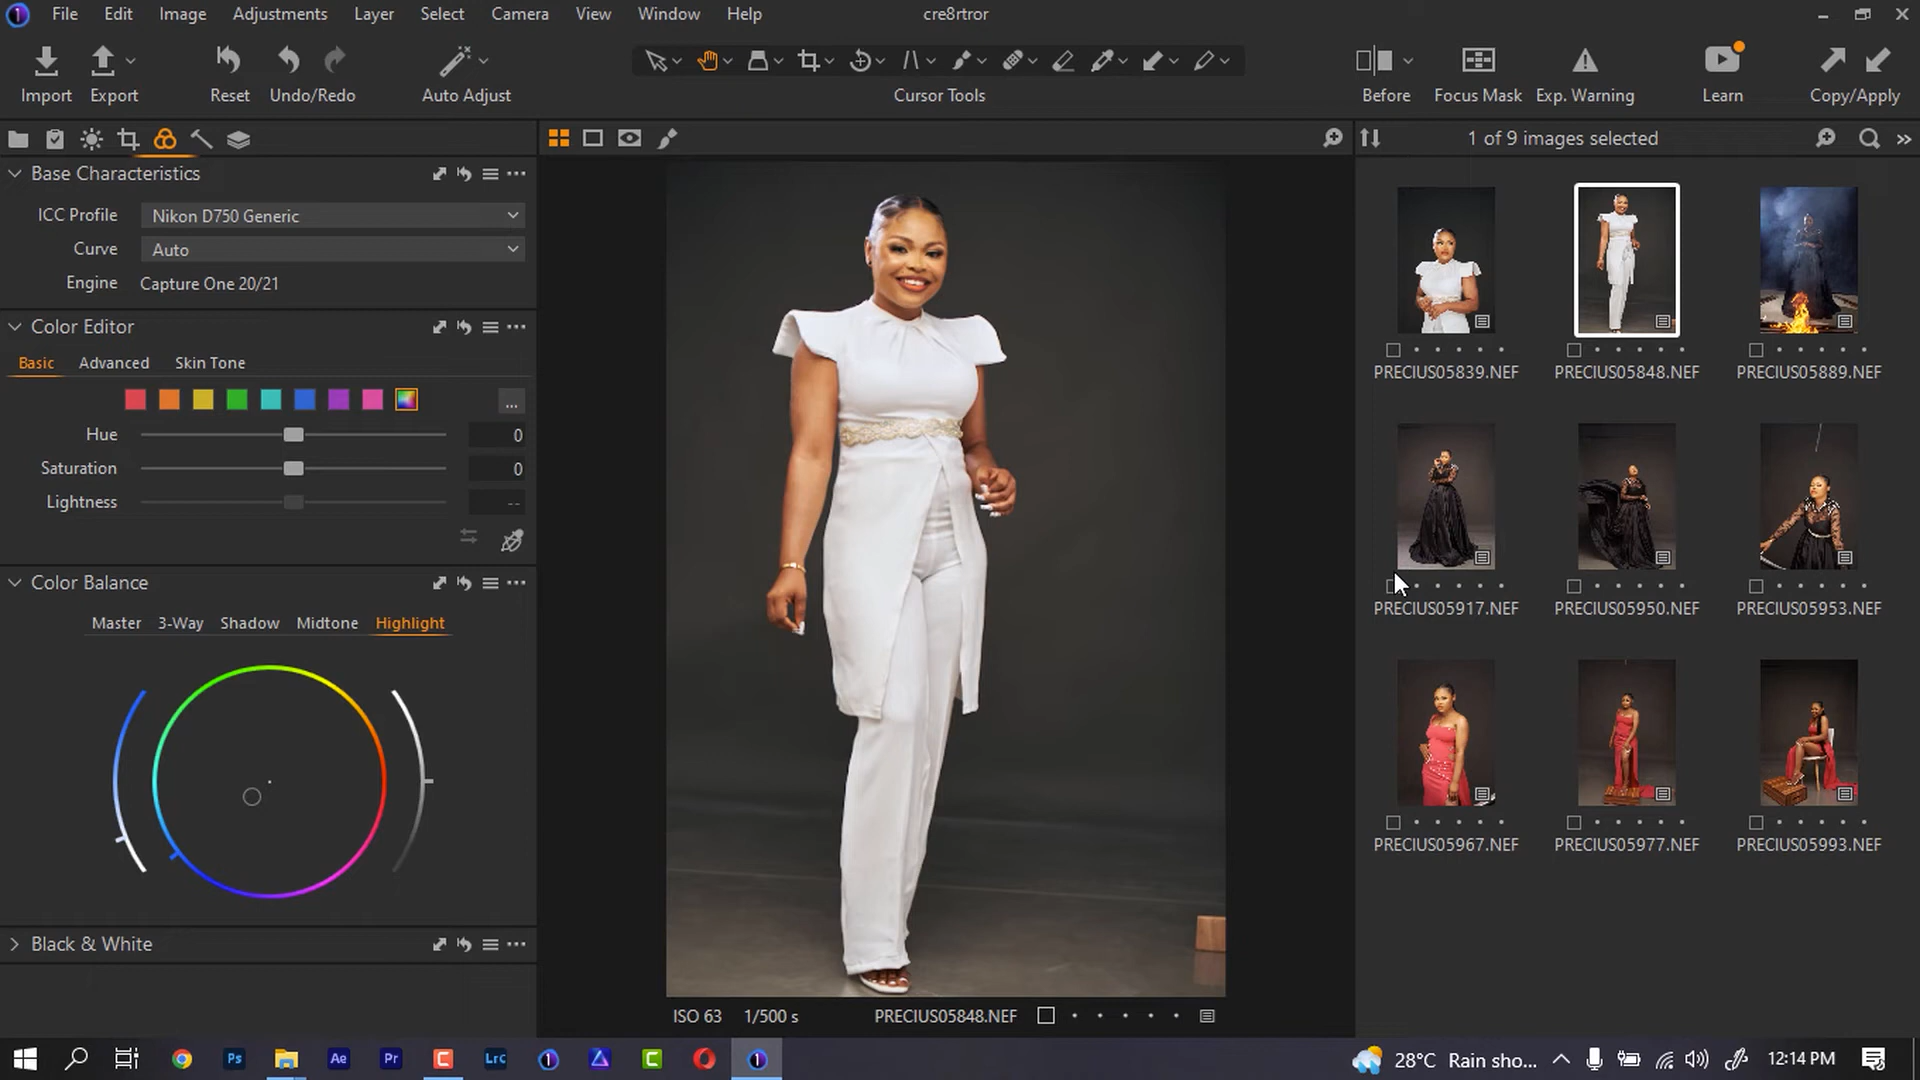 File Edit View Image Adjustments Layer Select Camera View Window Help cre8rtror
Import Export Reset Undo/Redo Auto Adjust Cursor Tools Before Focus Mask Exp. Warning Learn Copy/Apply
1 of 9 images selected
Base Characteristics
ICC Profile Nikon D750 Generic
Curve Auto
Engine Capture One 20/21
Color Editor
Basic Advanced Skin Tone
...
Hue 0
Saturation 0
Lightness --
Color Balance
Master 3-Way Shadow Midtone Highlight
Black & White
PRECIUS05839.NEF PRECIUS05848.NEF PRECIUS05889.NEF
PRECIUS05917.NEF PRECIUS05950.NEF PRECIUS05953.NEF
PRECIUS05967.NEF PRECIUS05977.NEF PRECIUS05993.NEF
ISO 63 1/500 s PRECIUS05848.NEF
Ps Ae Pr C Lrc C 28°C Rain sho... 12:14 PM